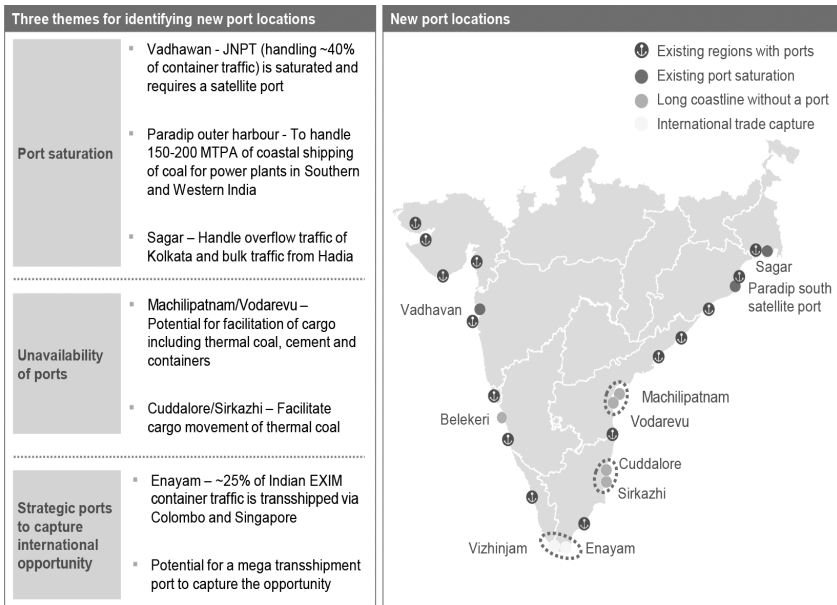 Three themes for identifying new port locations
Port saturation
Vadhawan - JNPT (handling ~40%
of container traffic) is saturated and
requires a satellite port
Paradip outer harbour - To handle
150-200 MTPA of coastal shipping
of coal for power plants in Southern
and Western India
Sagar – Handle overflow traffic of
Kolkata and bulk traffic from Hadia
Unavailability
of ports
Machilipatnam/Vodarevu –
Potential for facilitation of cargo
including thermal coal, cement and
containers
Cuddalore/Sirkazhi – Facilitate
cargo movement of thermal coal
Strategic ports
to capture
international
opportunity
Enayam – ~25% of Indian EXIM
container traffic is transshipped via
Colombo and Singapore
Potential for a mega transshipment
port to capture the opportunity
New port locations
Existing regions with ports
Existing port saturation
Long coastline without a port
International trade capture
Sagar
Paradip south
satellite port
Vadhavan
Machilipatnam
Vodarevu
Belekeri
Cuddalore
Sirkazhi
Vizhinjam
Enayam